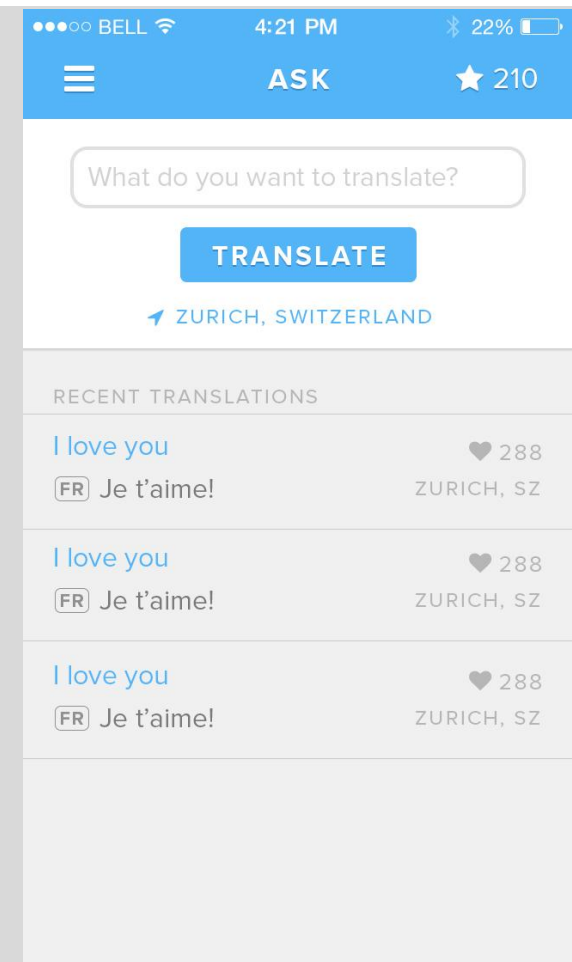 BELL 4:21 PM 22%
ASK 210
What do you want to translate?
TRANSLATE
ZURICH, SWITZERLAND
RECENT TRANSLATIONS
I love you 288
FR Je t’aime! ZURICH, SZ
I love you 288
FR Je t’aime! ZURICH, SZ
I love you 288
FR Je t’aime! ZURICH, SZ